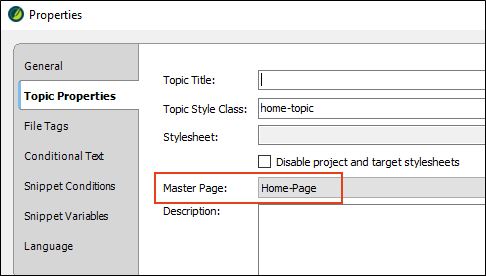 Properties
General
Topic Properties
File Tags
Conditional Text
Snippet Conditions
Snippet Variables
Language
Topic Title:
Topic Style Class: home-topic
Stylesheet:
Disable project and target stylesheets
Master Page: Home-Page
Description: